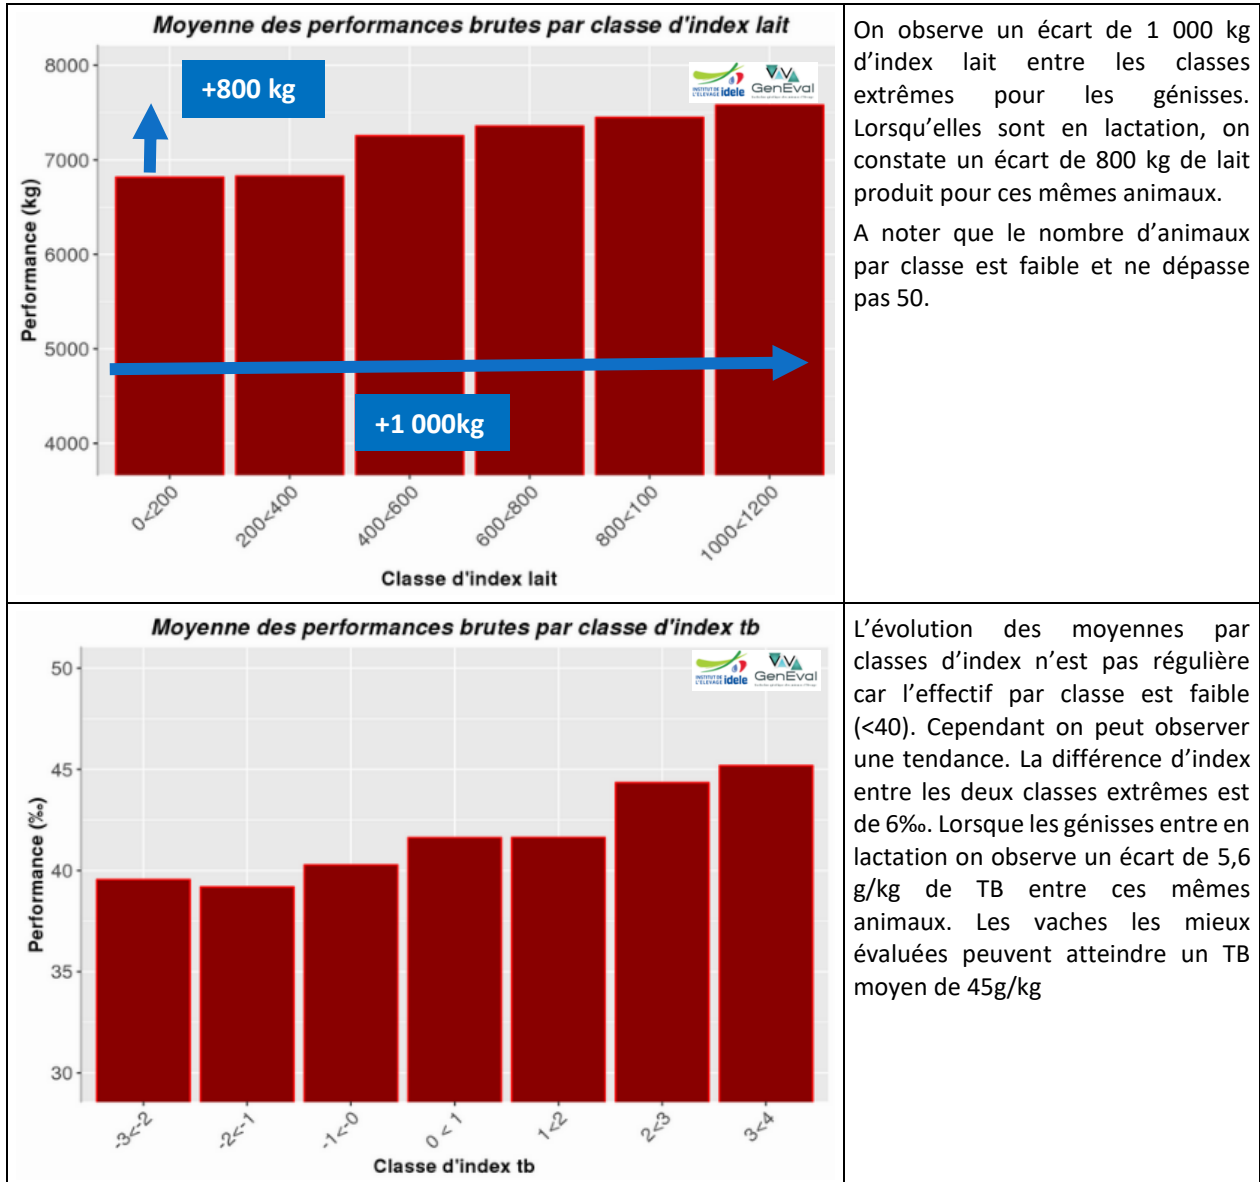 Moyenne des performances brutes par classe d'index lait
8000
7000
6000
5000
4000
Performance (kg)
+800 kg
+1 000kg
INSTITUT DE
L'ELEVAGE idele
GenEval
0<200
200<400
400<600
600<800
800<100
1000<1200
Classe d'index lait
On observe un écart de 1 000 kg
d’index lait entre les classes
extrêmes pour les génisses.
Lorsqu’elles sont en lactation, on
constate un écart de 800 kg de lait
produit pour ces mêmes animaux.
A noter que le nombre d’animaux
par classe est faible et ne dépasse
pas 50.
Moyenne des performances brutes par classe d'index tb
50
45
40
35
30
Performance (‰)
INSTITUT DE
L'ELEVAGE idele
GenEval
-3<-2
-2<-1
-1<-0
0 < 1
1<2
2<3
3<4
Classe d'index tb
L’évolution des moyennes par
classes d’index n’est pas régulière
car l’effectif par classe est faible
(<40). Cependant on peut observer
une tendance. La différence d’index
entre les deux classes extrêmes est
de 6‰. Lorsque les génisses entre en
lactation on observe un écart de 5,6
g/kg de TB entre ces mêmes
animaux. Les vaches les mieux
évaluées peuvent atteindre un TB
moyen de 45g/kg